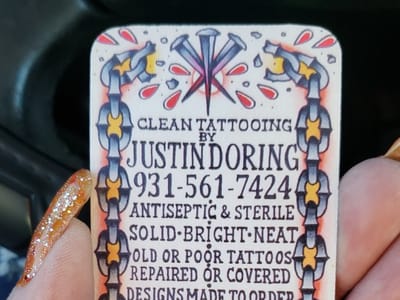 CLEAN TATTOOING
BY
JUSTIN DORING
931-561-7424
ANTISEPTIC & STERILE
SOLID·BRIGHT·NEAT
OLD OR POOR TATTOOS
REPAIRED OR COVERED
DESIGNS MADE TO ORDER